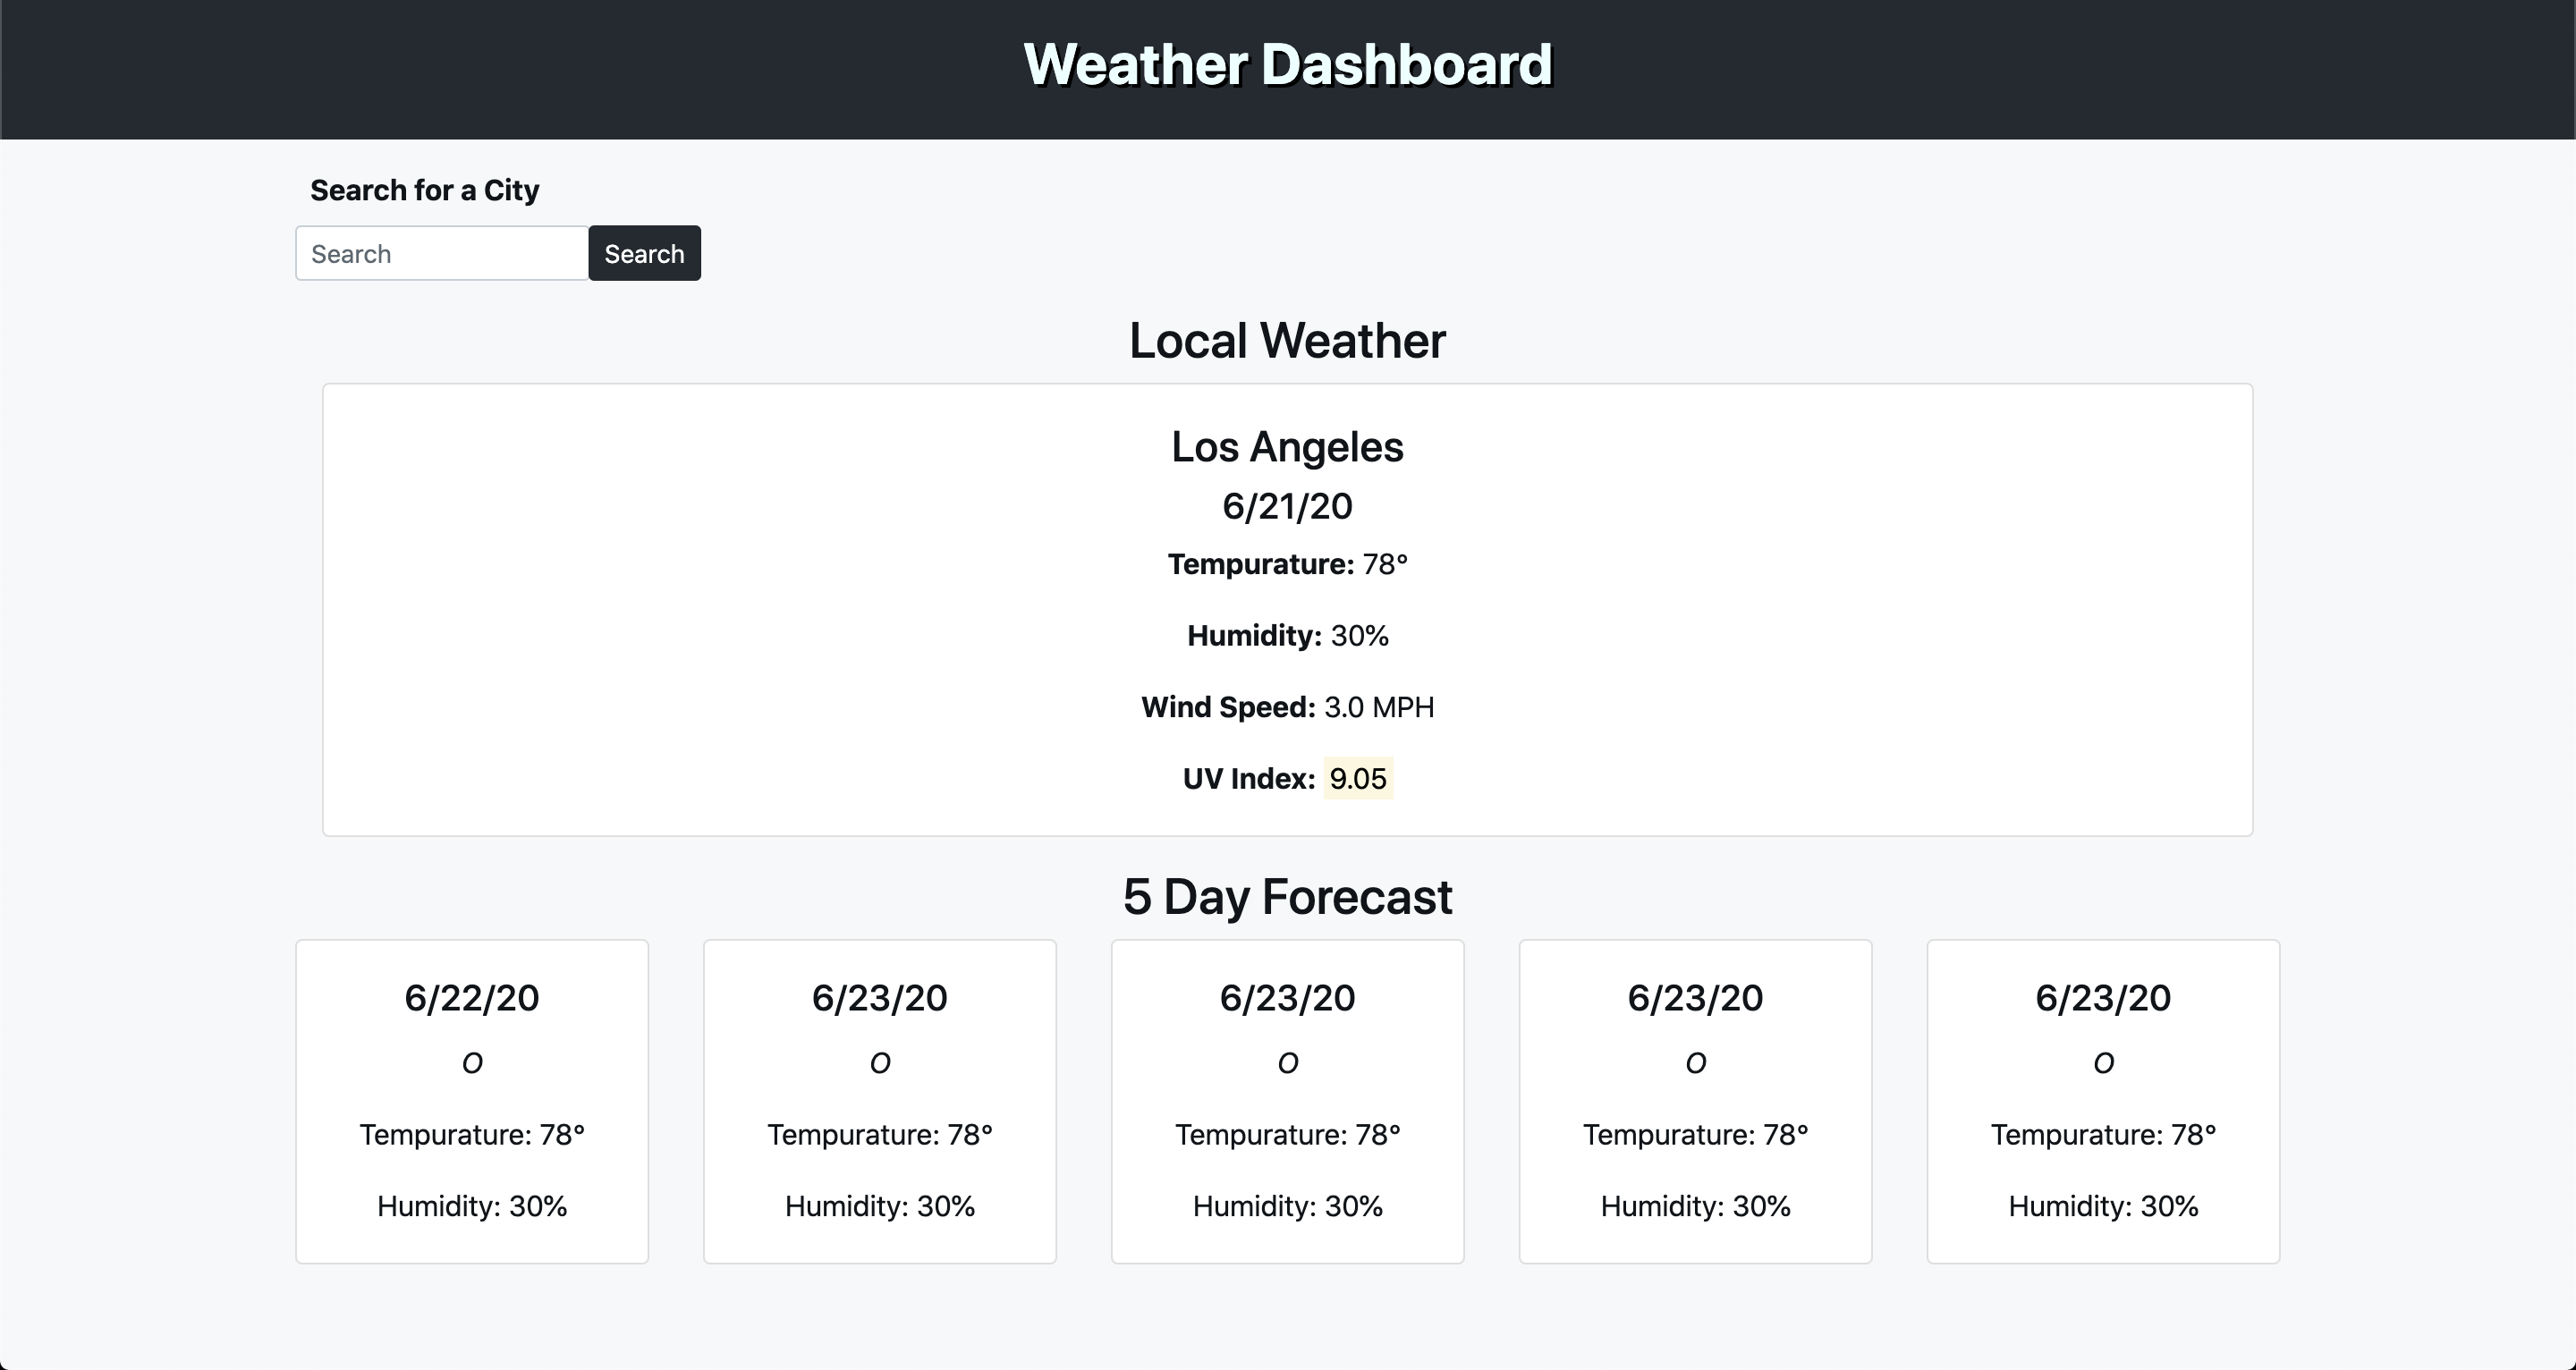 Weather Dashboard
Search for a City
Search Search
Local Weather
Los Angeles
6/21/20
Tempurature: 78°
Humidity: 30%
Wind Speed: 3.0 MPH
UV Index: 9.05
5 Day Forecast
6/22/20
O
Tempurature: 78°
Humidity: 30%
6/23/20
O
Tempurature: 78°
Humidity: 30%
6/23/20
O
Tempurature: 78°
Humidity: 30%
6/23/20
O
Tempurature: 78°
Humidity: 30%
6/23/20
O
Tempurature: 78°
Humidity: 30%